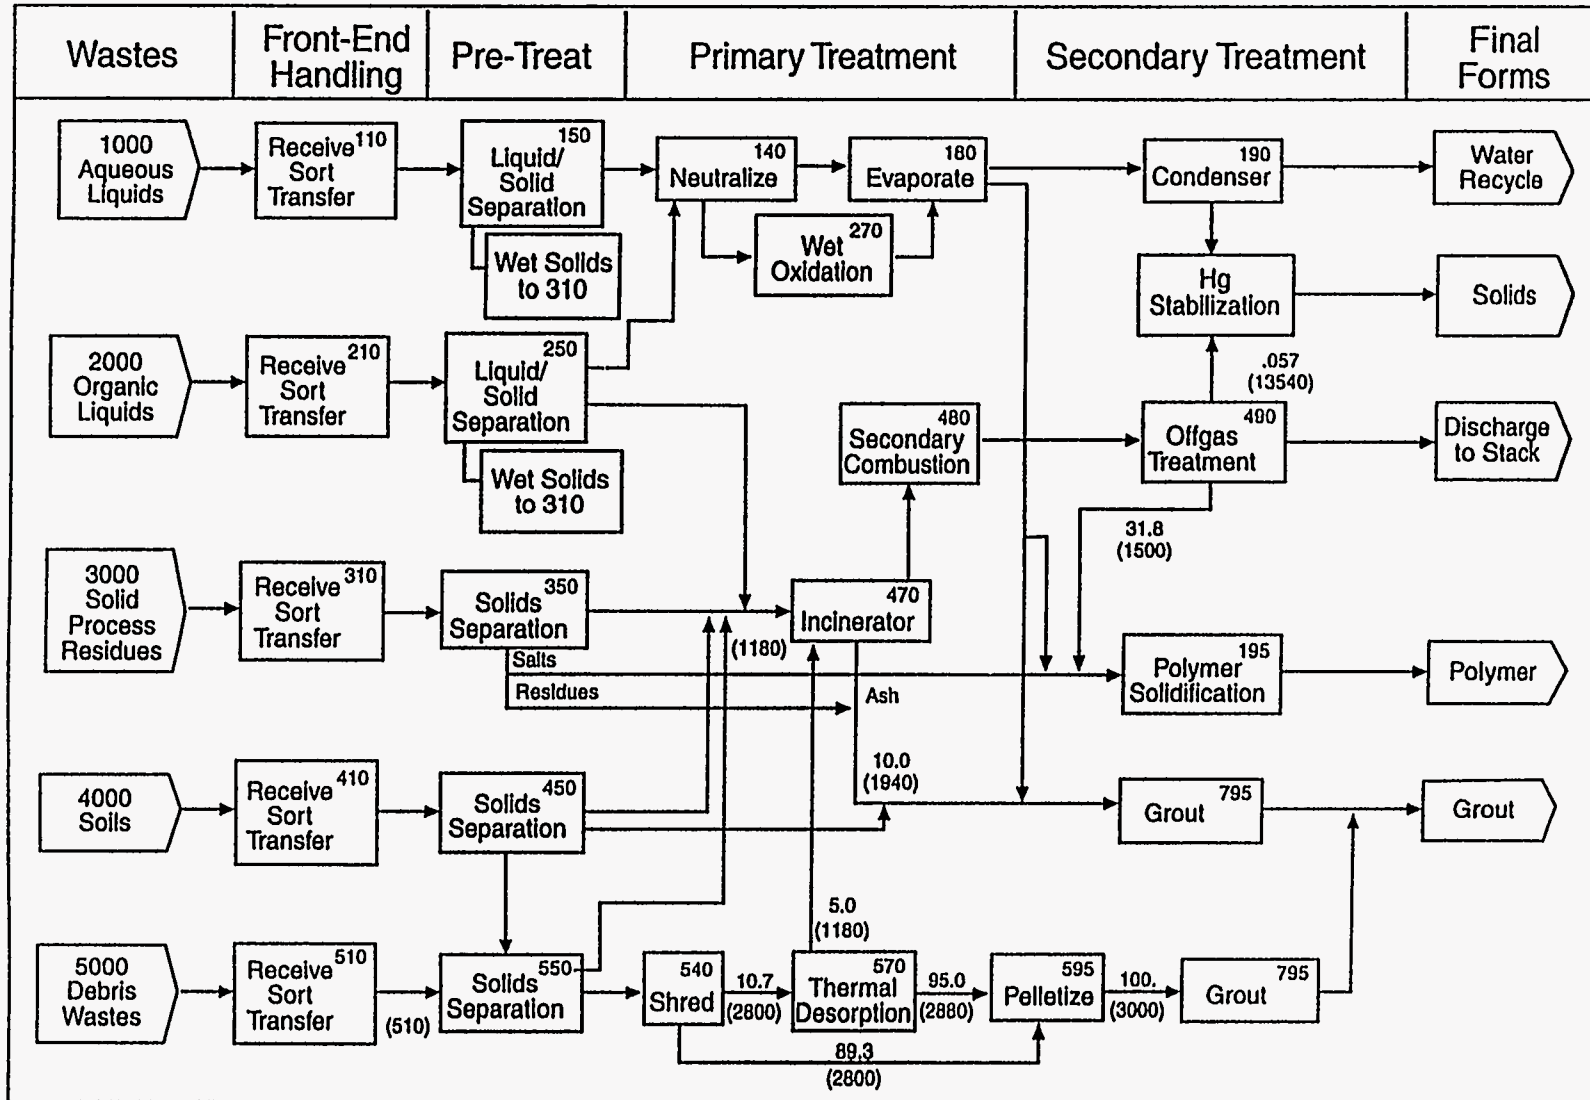 Wastes
Front-End
Handling
Pre-Treat
Primary Treatment
Secondary Treatment
Final
Forms
1000
Aqueous
Liquids
110
Receive
Sort
Transfer
150
Liquid/
Solid
Separation
Wet Solids
to 310
140
Neutralize
180
Evaporate
270
Wet
Oxidation
190
Condenser
Water
Recycle
Hg
Stabilization
Solids
2000
Organic
Liquids
210
Receive
Sort
Transfer
250
Liquid/
Solid
Separation
Wet Solids
to 310
480
Secondary
Combustion
.057
(13540)
490
Offgas
Treatment
Discharge
to Stack
31.8
(1500)
3000
Solid
Process
Residues
310
Receive
Sort
Transfer
350
Solids
Separation
Salts
Residues
(1180)
470
Incinerator
Ash
195
Polymer
Solidification
Polymer
4000
Soils
410
Receive
Sort
Transfer
450
Solids
Separation
10.0
(1940)
795
Grout
Grout
5000
Debris
Wastes
510
Receive
Sort
Transfer
(510)
550
Solids
Separation
540
Shred
10.7
(2800)
5.0
(1180)
570
Thermal
Desorption
95.0
(2880)
595
Pelletize
100.
(3000)
795
Grout
89.3
(2800)